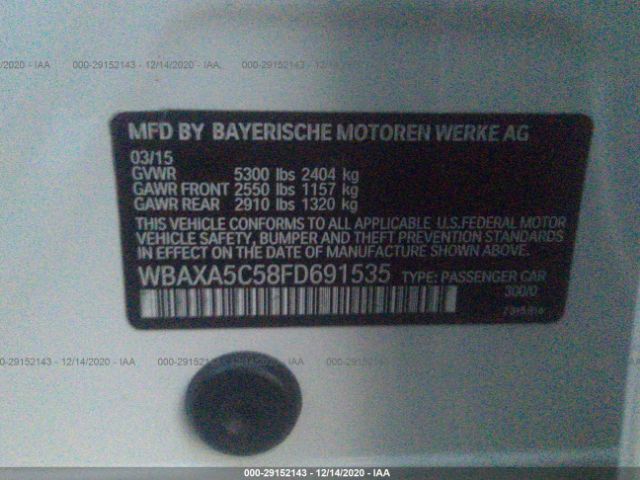 2020 - IAA 000-29152143 - 12/14/2020 - IAA 000-29152143 - 12/14/2020 - IAA 000-29152143 - 12/14
MFD BY BAYERISCHE MOTOREN WERKE AG
03/15
GVWR 5300 lbs 2404 kg
GAWR FRONT 2550 lbs 1157 kg
GAWR REAR 2910 lbs 1320 kg
THIS VEHICLE CONFORMS TO ALL APPLICABLE U.S.FEDERAL MOTOR
VEHICLE SAFETY, BUMPER AND THEFT PREVENTION STANDARDS
IN EFFECT ON THE DATE OF MANUFACTURE SHOWN ABOVE.
WBAXA5C58FD691535 TYPE: PASSENGER CAR
300/0
000-29152143 - 12/14/2020 - IAA 000-29152143 - 12/14/2020 - IAA 000-29152143 - 12/14/2020 - IAA
000-29152143 - 12/14/2020 - IAA